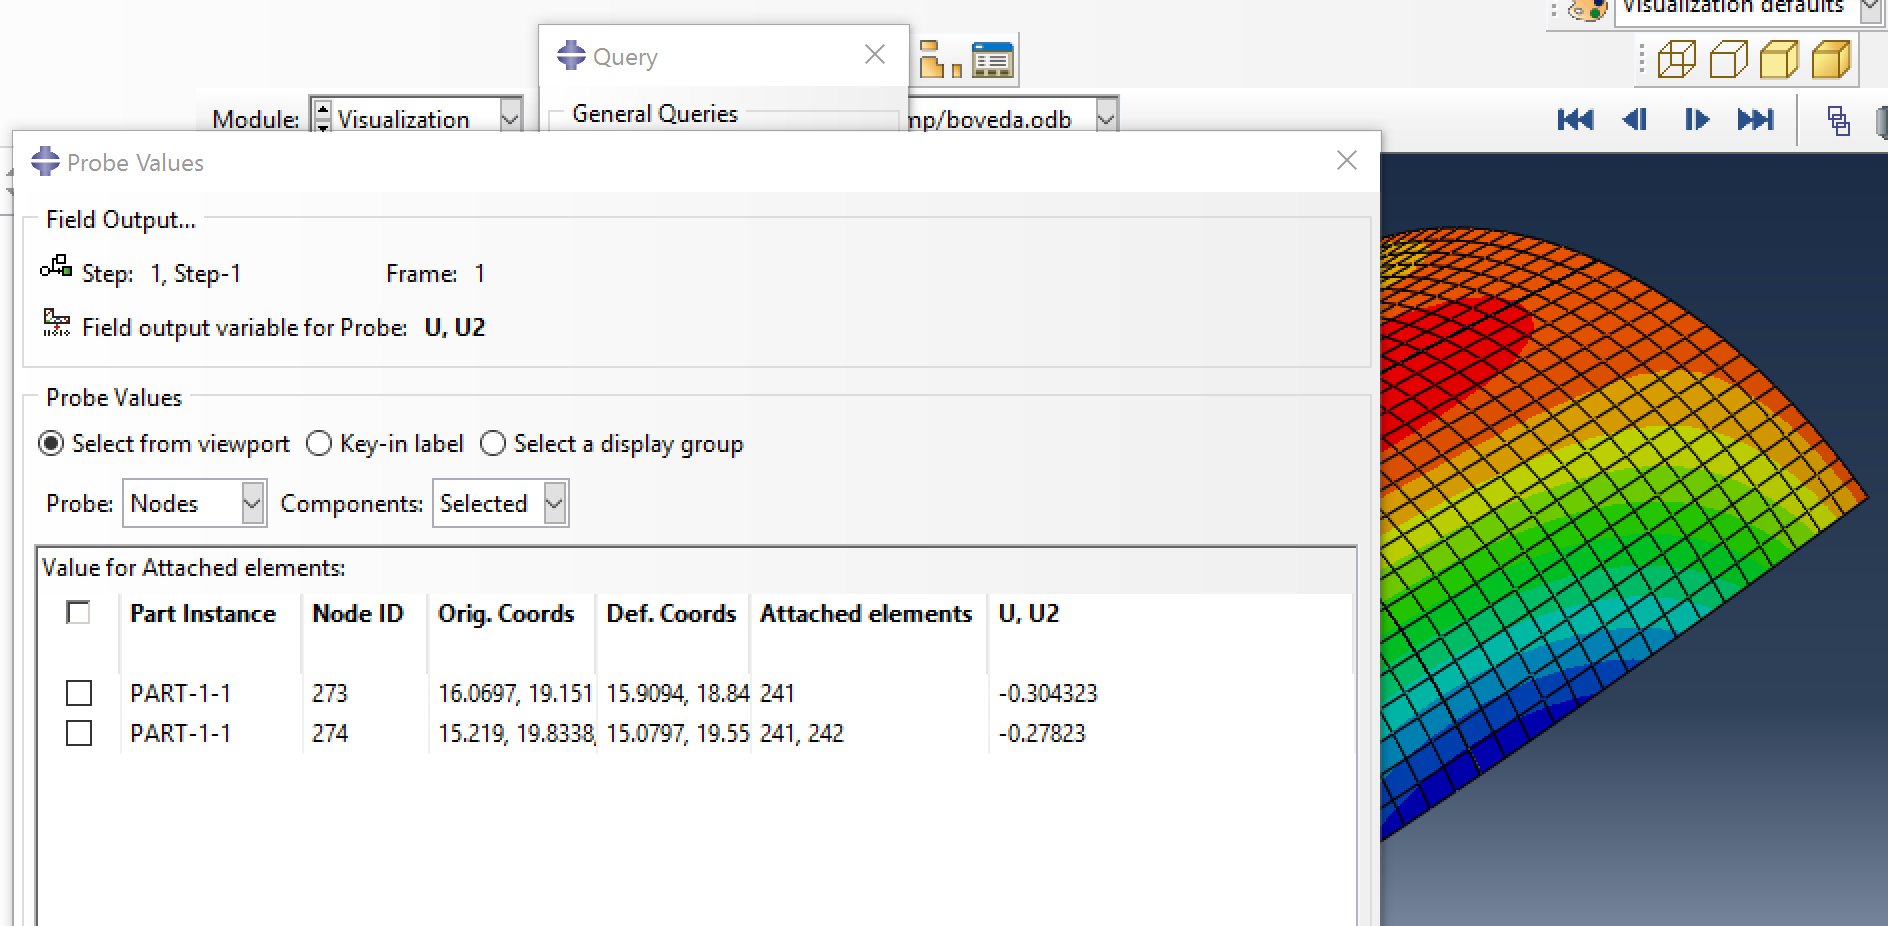 Visualization defaults
Query
General Queries
Module: Visualization
mp/boveda.odb
Probe Values
Field Output...
Step: 1, Step-1 Frame: 1
Field output variable for Probe: U, U2
Probe Values
Select from viewport Key-in label Select a display group
Probe: Nodes Components: Selected
Value for Attached elements:
Part Instance Node ID Orig. Coords Def. Coords Attached elements U, U2
PART-1-1 273 16.0697, 19.151 15.9094, 18.84 241 -0.304323
PART-1-1 274 15.219, 19.8338, 15.0797, 19.55 241, 242 -0.27823